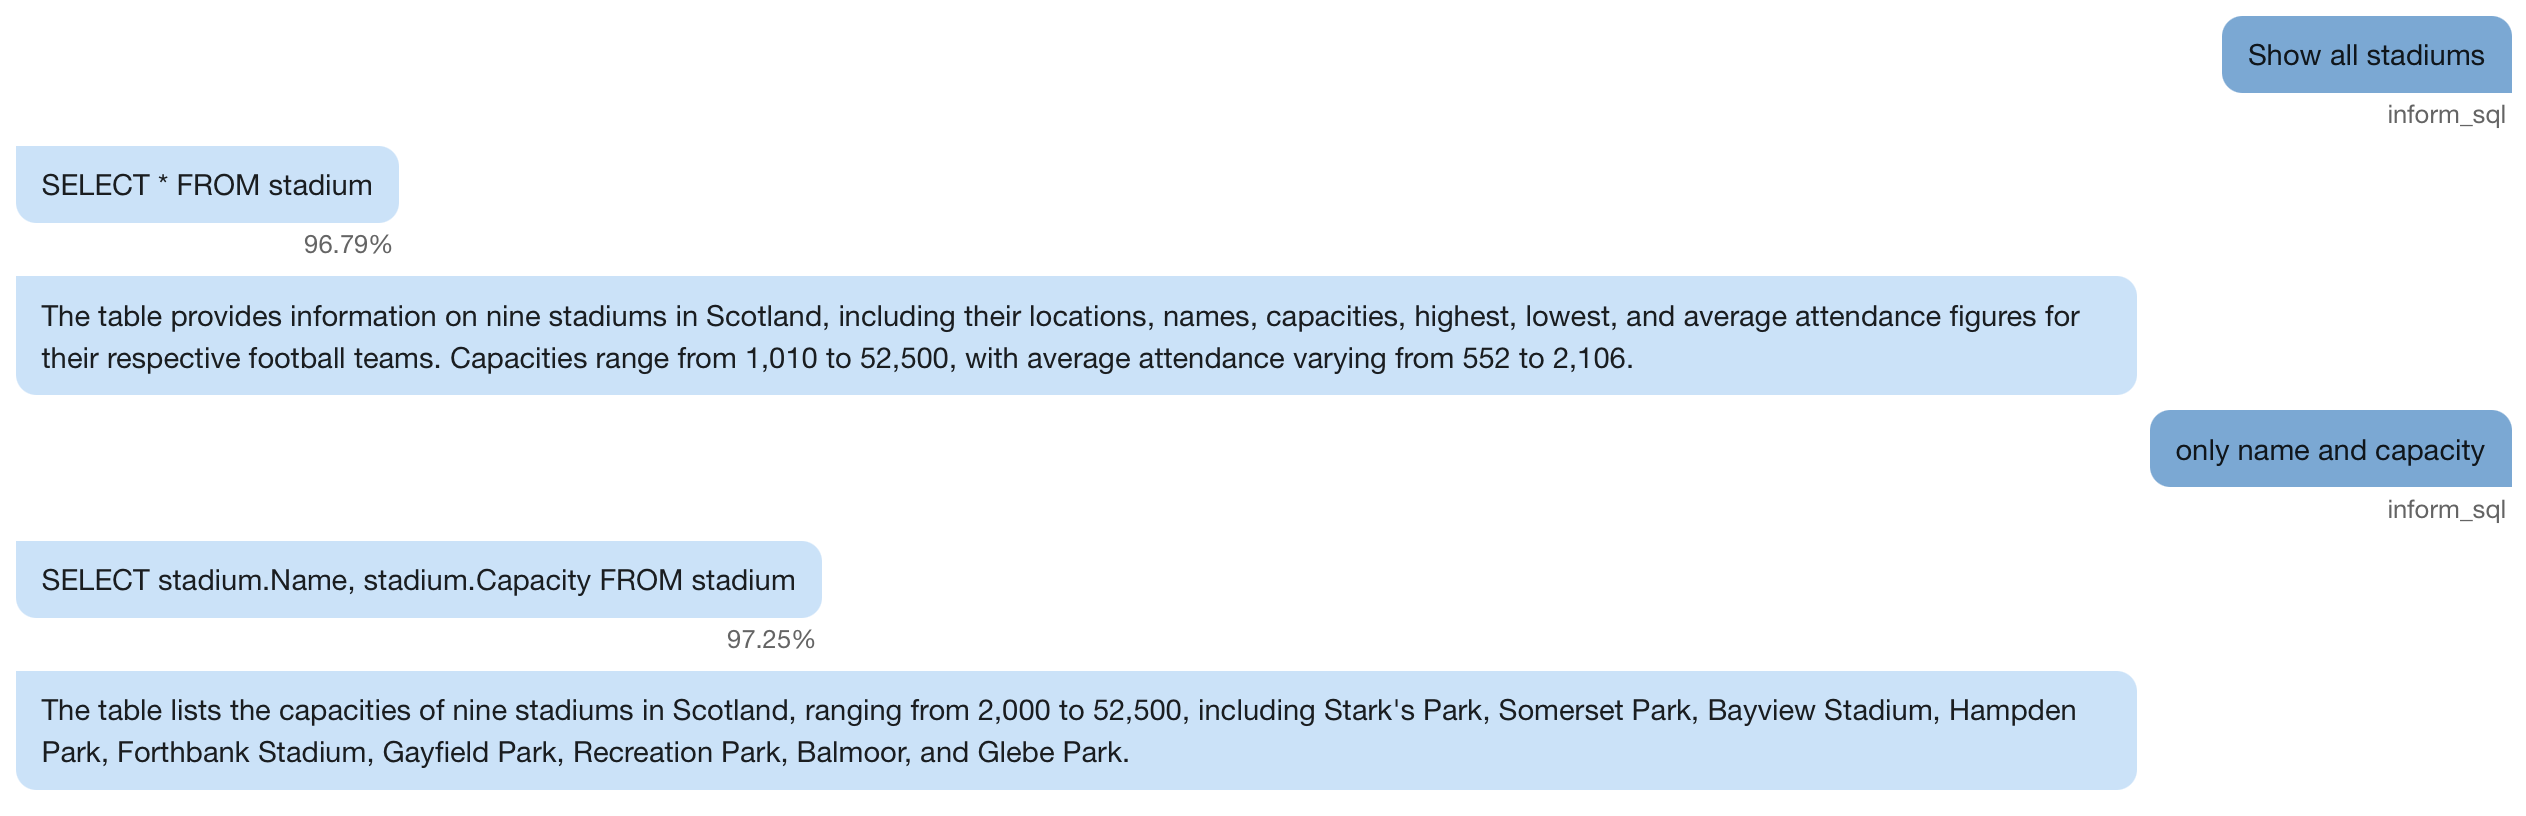 Show all stadiums
inform_sql
SELECT * FROM stadium
96.79%
The table provides information on nine stadiums in Scotland, including their locations, names, capacities, highest, lowest, and average attendance figures for
their respective football teams. Capacities range from 1,010 to 52,500, with average attendance varying from 552 to 2,106.
only name and capacity
inform_sql
SELECT stadium.Name, stadium.Capacity FROM stadium
97.25%
The table lists the capacities of nine stadiums in Scotland, ranging from 2,000 to 52,500, including Stark's Park, Somerset Park, Bayview Stadium, Hampden
Park, Forthbank Stadium, Gayfield Park, Recreation Park, Balmoor, and Glebe Park.